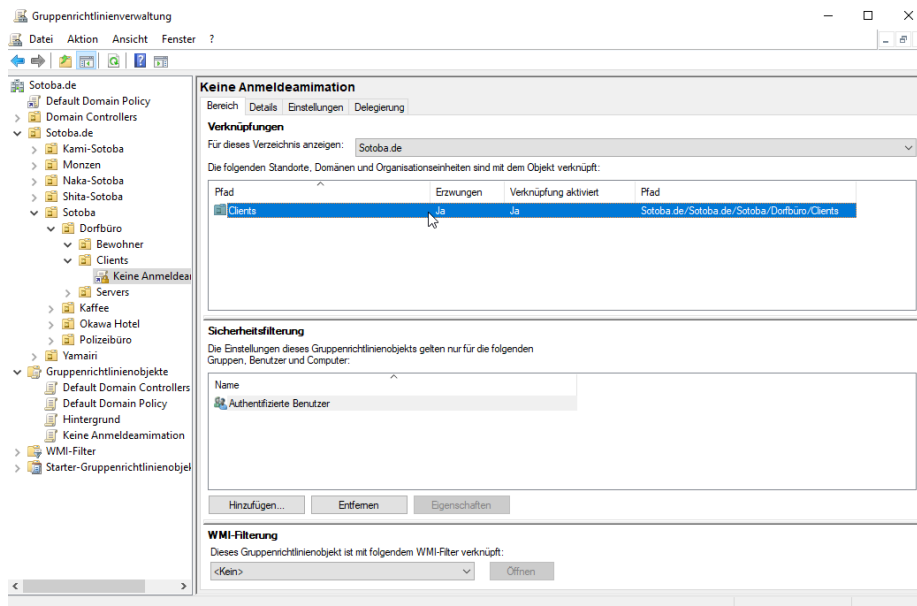 Gruppenrichtlinienverwaltung
Datei Aktion Ansicht Fenster ?
Sotoba.de
Default Domain Policy
Domain Controllers
Sotoba.de
Kami-Sotoba
Monzen
Naka-Sotoba
Shita-Sotoba
Sotoba
Dorfbüro
Bewohner
Clients
Keine Anmeldea
Servers
Kaffee
Okawa Hotel
Polizeibüro
Yamairi
Gruppenrichtlinienobjekte
Default Domain Controllers
Default Domain Policy
Hintergrund
Keine Anmeldeamimation
WMI-Filter
Starter-Gruppenrichtlinienobjek
Keine Anmeldeamimation
Bereich Details Einstellungen Delegierung
Verknüpfungen
Für dieses Verzeichnis anzeigen: Sotoba.de
Die folgenden Standorte, Domänen und Organisationseinheiten sind mit dem Objekt verknüpft:
Pfad Erzwungen Verknüpfung aktiviert Pfad
Clients Ja Ja Sotoba.de/Sotoba.de/Sotoba/Dorfbüro/Clients
Sicherheitsfilterung
Die Einstellungen dieses Gruppenrichtlinienobjekts gelten nur für die folgenden
Gruppen, Benutzer und Computer:
Name
Authentifizierte Benutzer
Hinzufügen... Entfernen Eigenschaften
WMI-Filterung
Dieses Gruppenrichtlinienobjekt ist mit folgendem WMI-Filter verknüpft:
<Kein> Öffnen